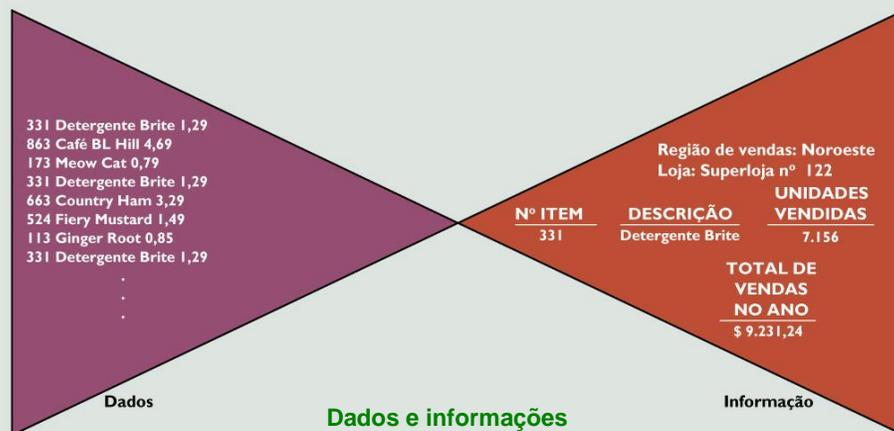 331 Detergente Brite 1,29
863 Café BL Hill 4,69
173 Meow Cat 0,79
331 Detergente Brite 1,29
663 Country Ham 3,29
524 Fiery Mustard 1,49
113 Ginger Root 0,85
331 Detergente Brite 1,29
.
.
.
Dados
Região de vendas: Noroeste
Loja: Superloja nº 122
Nº ITEM
331
DESCRIÇÃO
Detergente Brite
UNIDADES
VENDIDAS
7.156
TOTAL DE
VENDAS
NO ANO
$ 9.231,24
Informação
Dados e informações